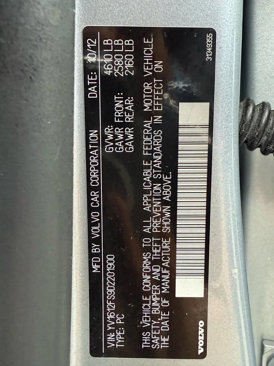 MFD BY VOLVO CAR CORPORATION DATE: 10/12
GVWR: 4610 LB
GAWR FRONT: 2580 LB
GAWR REAR: 2160 LB
VIN: YV1612FS9D2201900
TYPE: PC
THIS VEHICLE CONFORMS TO ALL APPLICABLE FEDERAL MOTOR VEHICLE
SAFETY, BUMPER AND THEFT PREVENTION STANDARDS IN EFFECT ON
THE DATE OF MANUFACTURE SHOWN ABOVE.
VOLVO
31349355